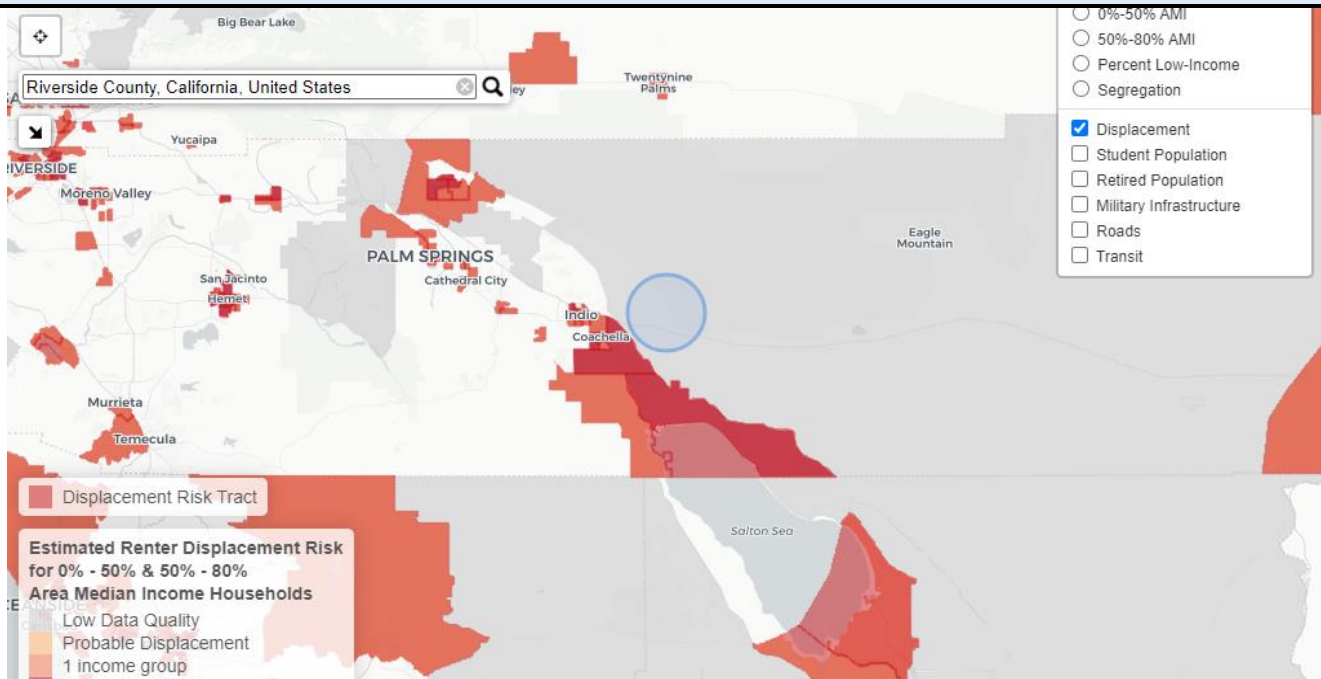 Big Bear Lake
Riverside County, California, United States
ley
Twentynine
Palms
Yucaipa
IVERSIDE
Moreno Valley
San Jacinto
Hemet
PALM SPRINGS
Cathedral City
Indio
Coachella
Eagle
Mountain
Murrieta
Temecula
Salton Sea
0%-50% AMI
50%-80% AMI
Percent Low-Income
Segregation
Displacement
Student Population
Retired Population
Military Infrastructure
Roads
Transit
Displacement Risk Tract
Estimated Renter Displacement Risk
for 0% - 50% & 50% - 80%
Area Median Income Households
Low Data Quality
Probable Displacement
1 income group